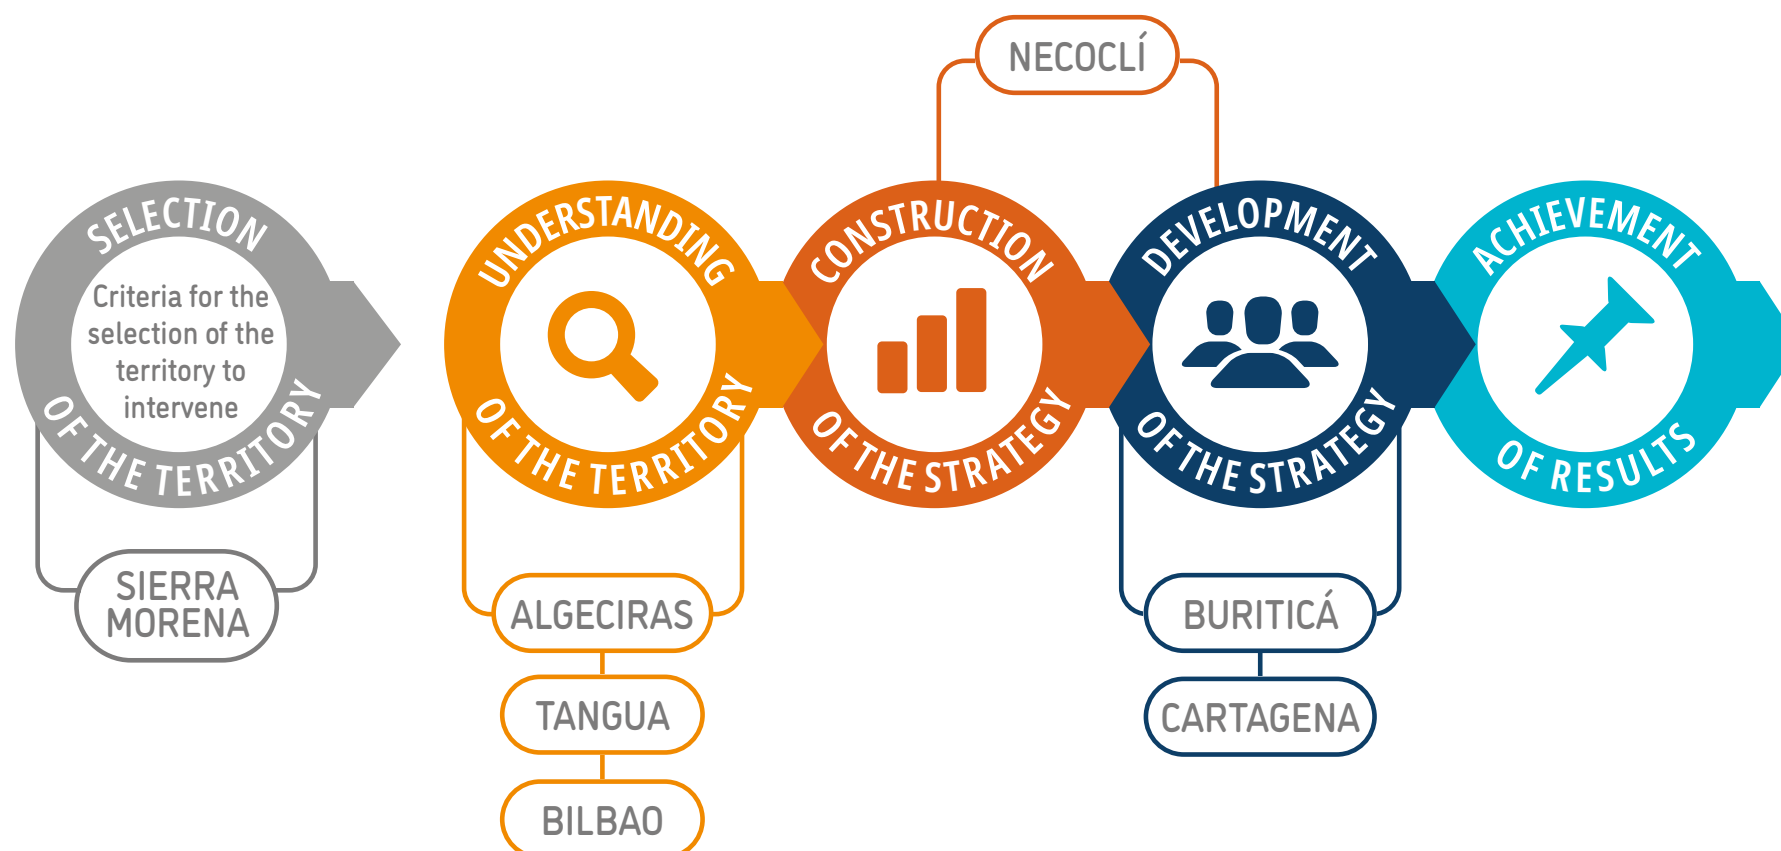 NECOCLÍ
SELECTION
OF THE TERRITORY
Criteria for the
selection of the
territory to
intervene
UNDERSTANDING
OF THE TERRITORY
CONSTRUCTION
OF THE STRATEGY
DEVELOPMENT
OF THE STRATEGY
ACHIEVEMENT
OF RESULTS
SIERRA
MORENA
ALGECIRAS
TANGUA
BILBAO
BURITICÁ
CARTAGENA